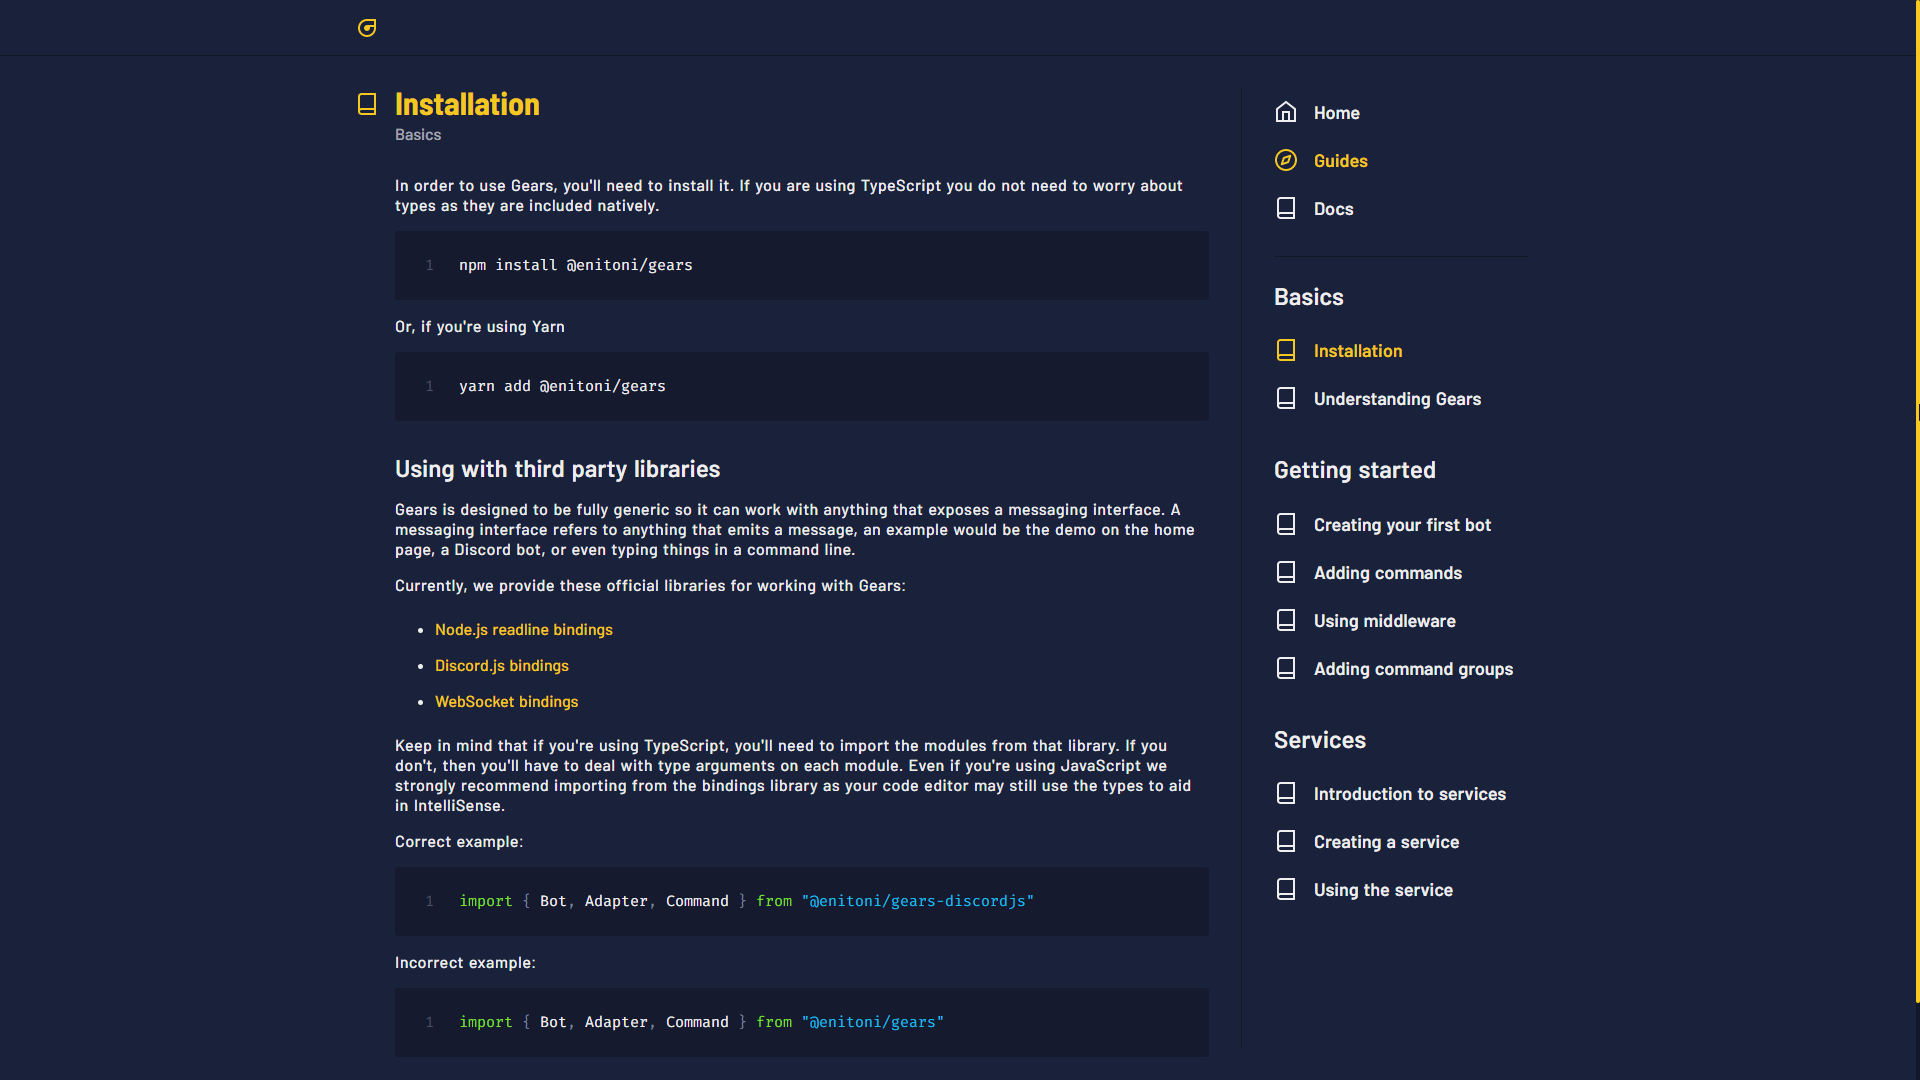 Installation
Basics
In order to use Gears, you'll need to install it. If you are using TypeScript you do not need to worry about
types as they are included natively.
1 npm install @enitoni/gears
Or, if you're using Yarn
1 yarn add @enitoni/gears
Using with third party libraries
Gears is designed to be fully generic so it can work with anything that exposes a messaging interface. A
messaging interface refers to anything that emits a message, an example would be the demo on the home
page, a Discord bot, or even typing things in a command line.
Currently, we provide these official libraries for working with Gears:
Node.js readline bindings
Discord.js bindings
WebSocket bindings
Keep in mind that if you're using TypeScript, you'll need to import the modules from that library. If you
don't, then you'll have to deal with type arguments on each module. Even if you're using JavaScript we
strongly recommend importing from the bindings library as your code editor may still use the types to aid
in IntelliSense.
Correct example:
1 import { Bot, Adapter, Command } from "@enitoni/gears-discordjs"
Incorrect example:
1 import { Bot, Adapter, Command } from "@enitoni/gears"
Home
Guides
Docs
Basics
Installation
Understanding Gears
Getting started
Creating your first bot
Adding commands
Using middleware
Adding command groups
Services
Introduction to services
Creating a service
Using the service